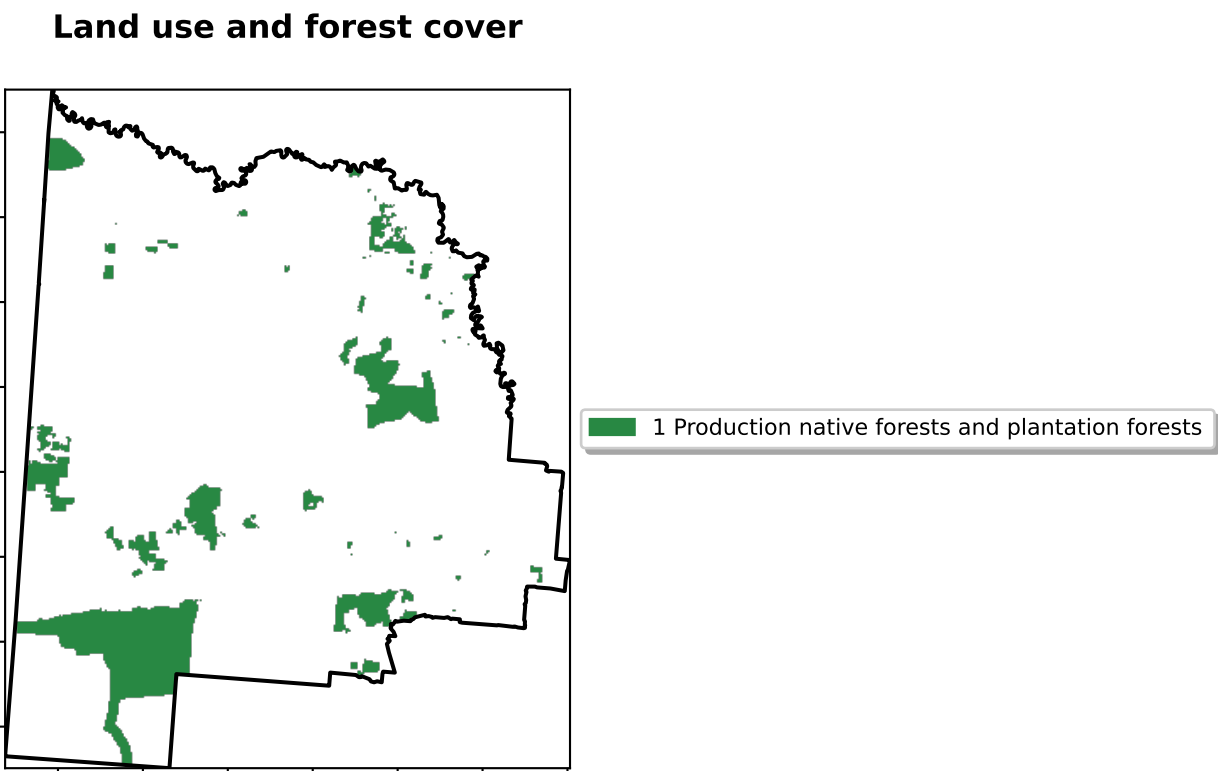 Land use and forest cover
1 Production native forests and plantation forests